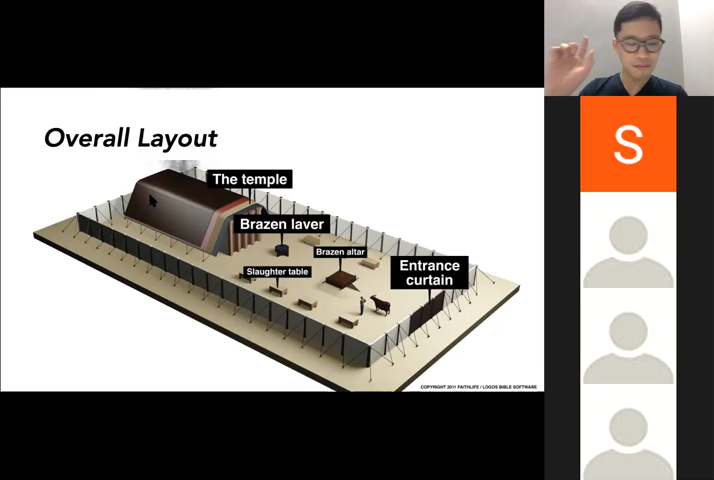 Overall Layout
The temple
Brazen laver
Brazen altar
Slaughter table
Entrance
curtain
COPYRIGHT 2011 FAITHLIFE / LOGOS BIBLE SOFTWARE
S